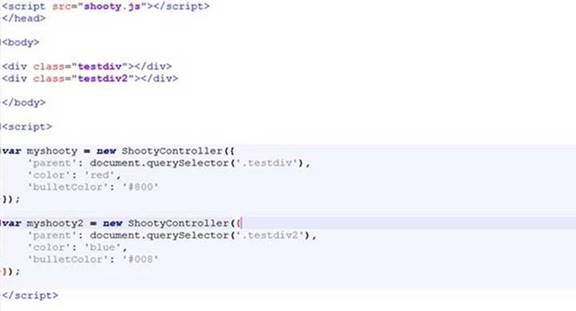 <script src="shooty.js"></script>
</head>
<body>
<div class="testdiv"></div>
<div class="testdiv2"></div>
</body>
<script>
var myshooty = new ShootyController({
    'parent': document.querySelector('.testdiv'),
    'color': 'red',
    'bulletColor': '#800'
});
var myshooty2 = new ShootyController({
    'parent': document.querySelector('.testdiv2'),
    'color': 'blue',
    'bulletColor': '#008'
});
</script>